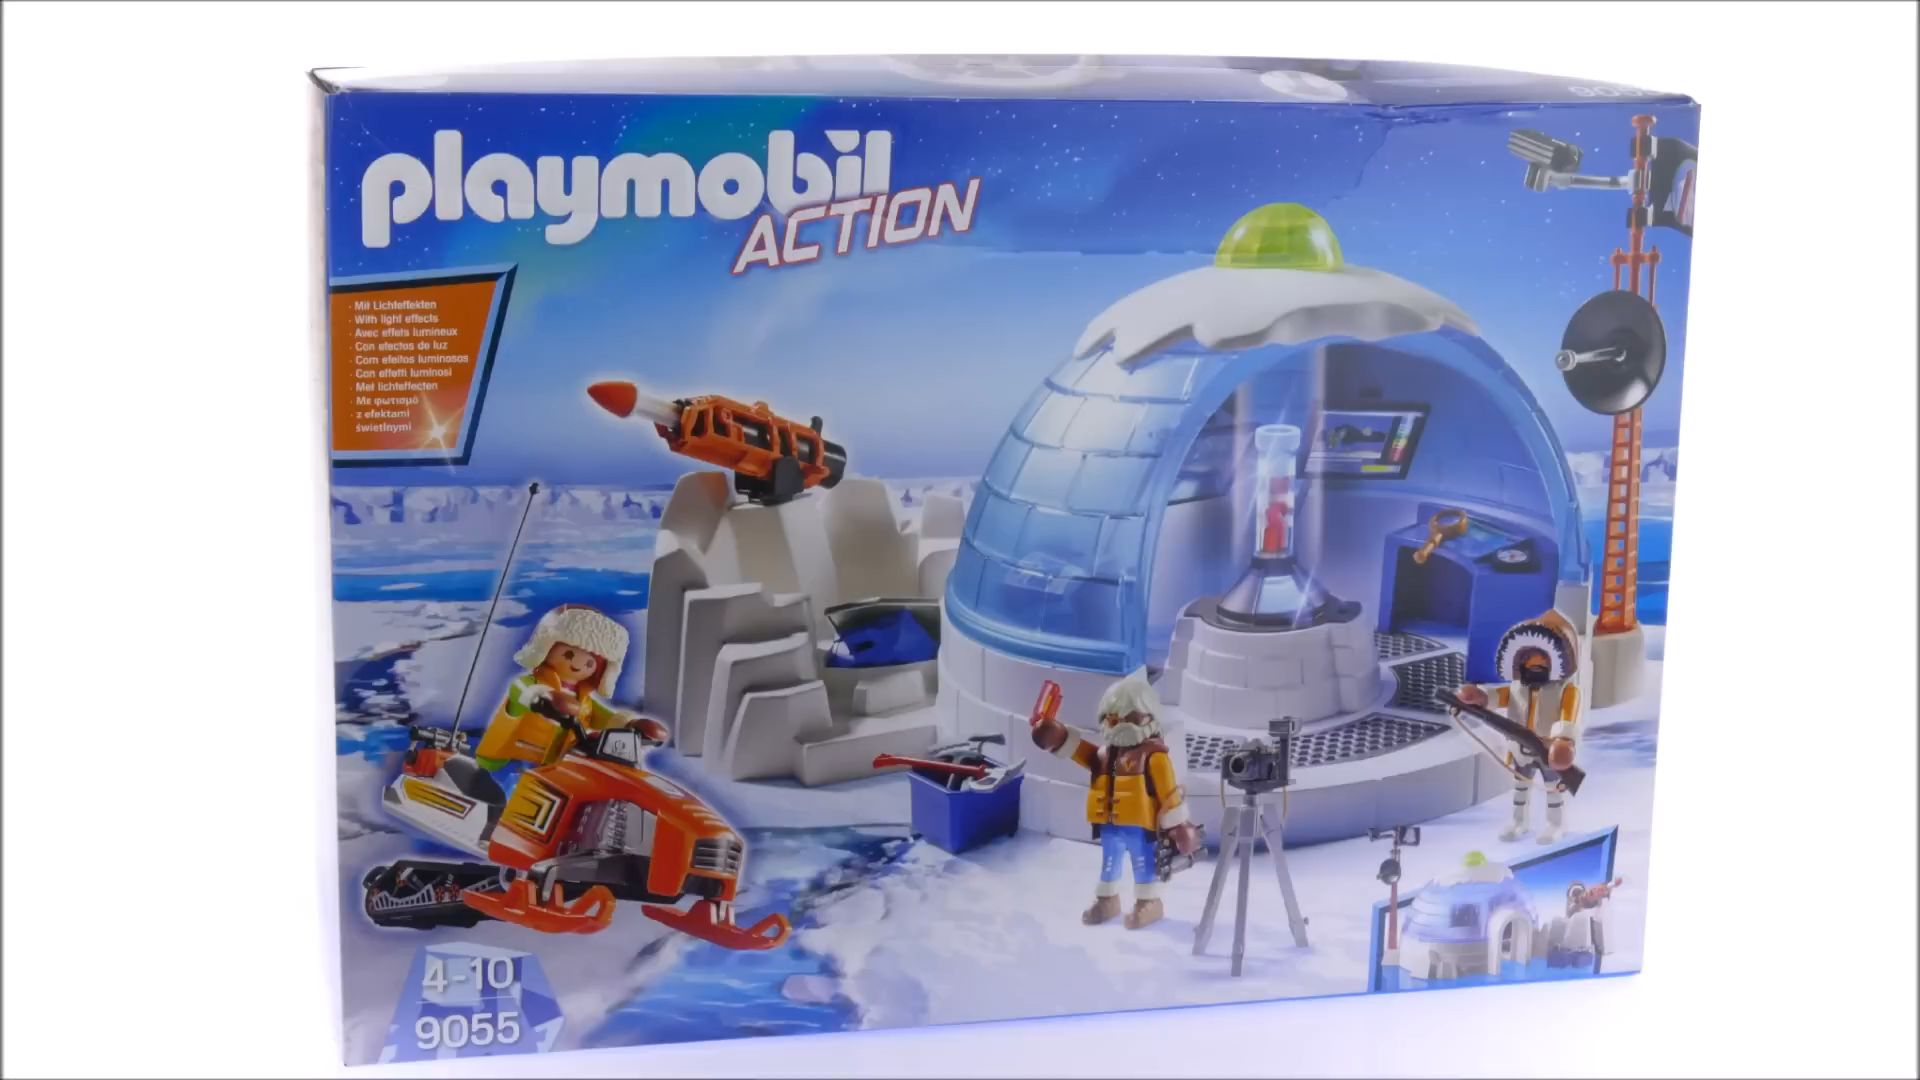 playmobil
ACTION
· Mit Lichteffekten
· With light effects
· Avec effets lumineux
· Con efectos de luz
· Com efeitos luminosos
· Con effetti luminosi
· Met lichteffecten
· Με φωτισμό
· z efektami
świetlnymi
4-10
9055